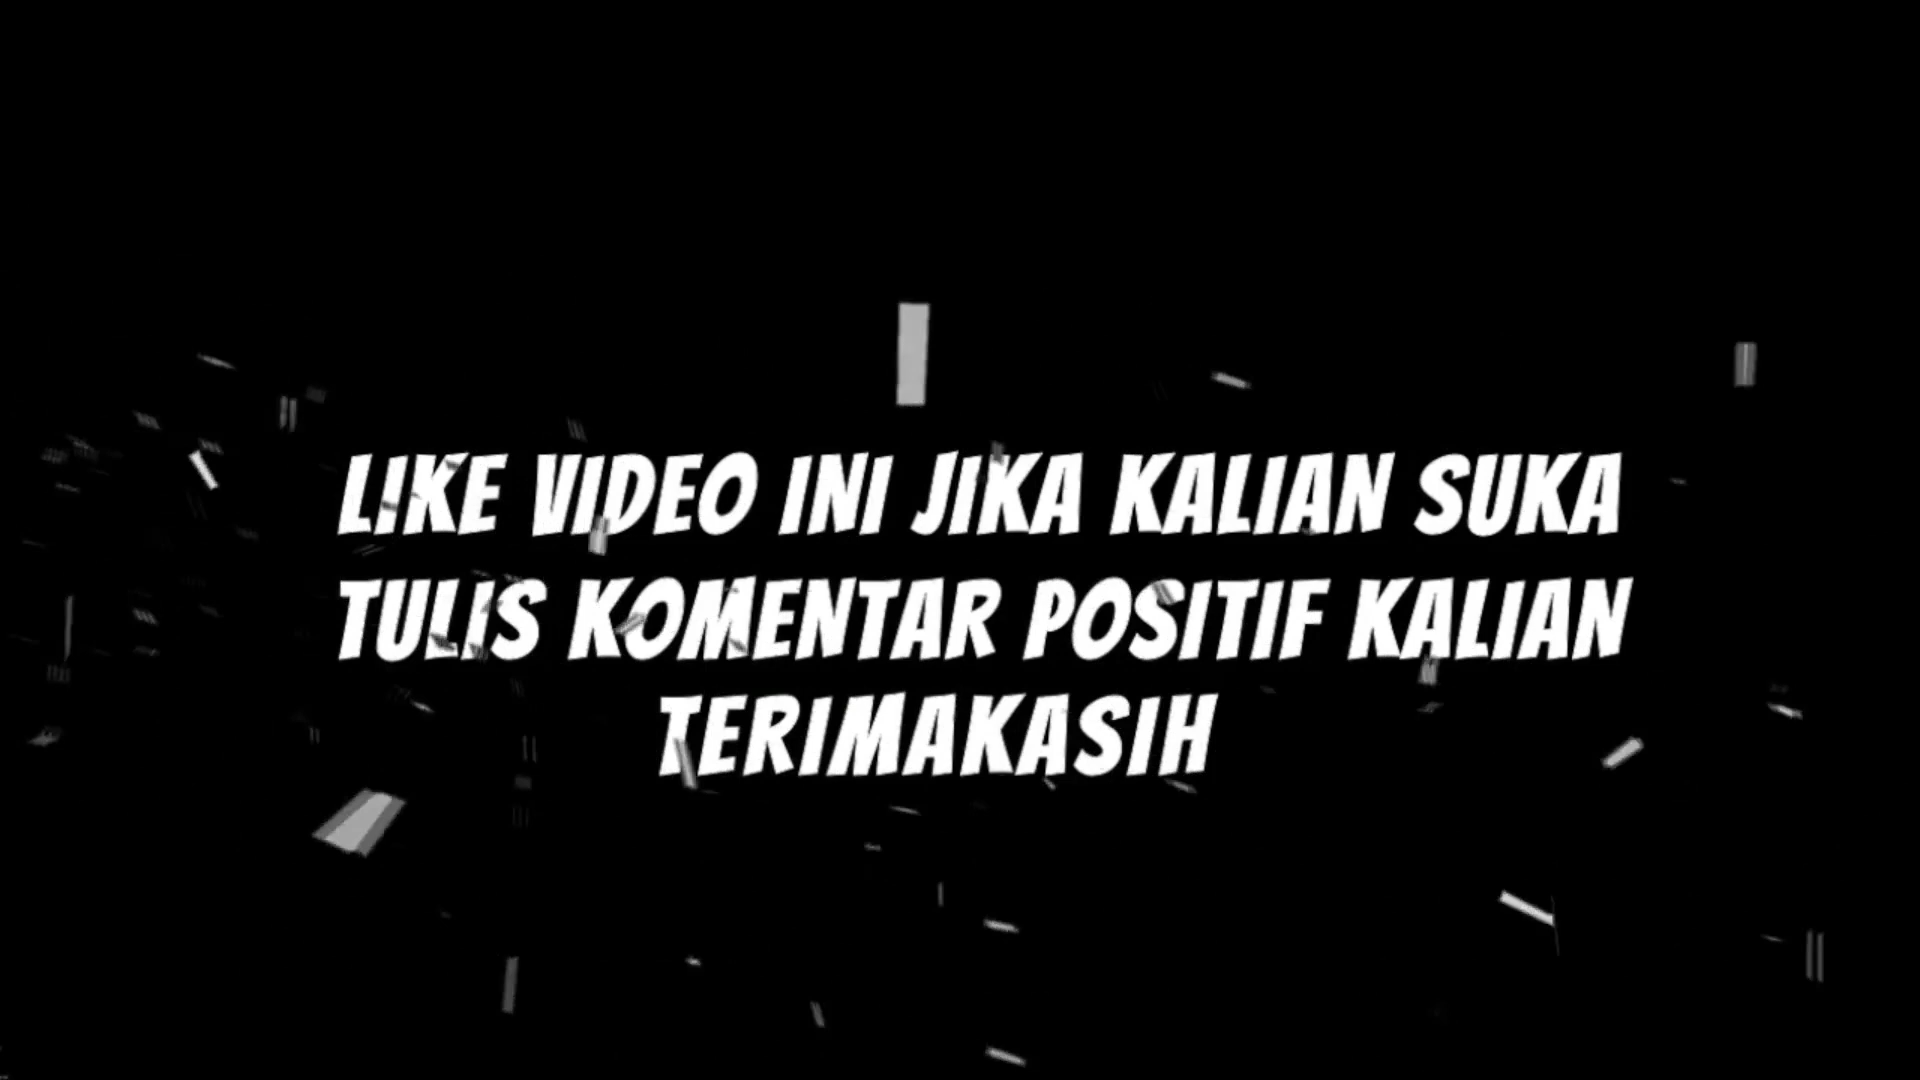 LIKE VIDEO INI JIKA KALIAN SUKA
TULIS KOMENTAR POSITIF KALIAN
TERIMAKASIH